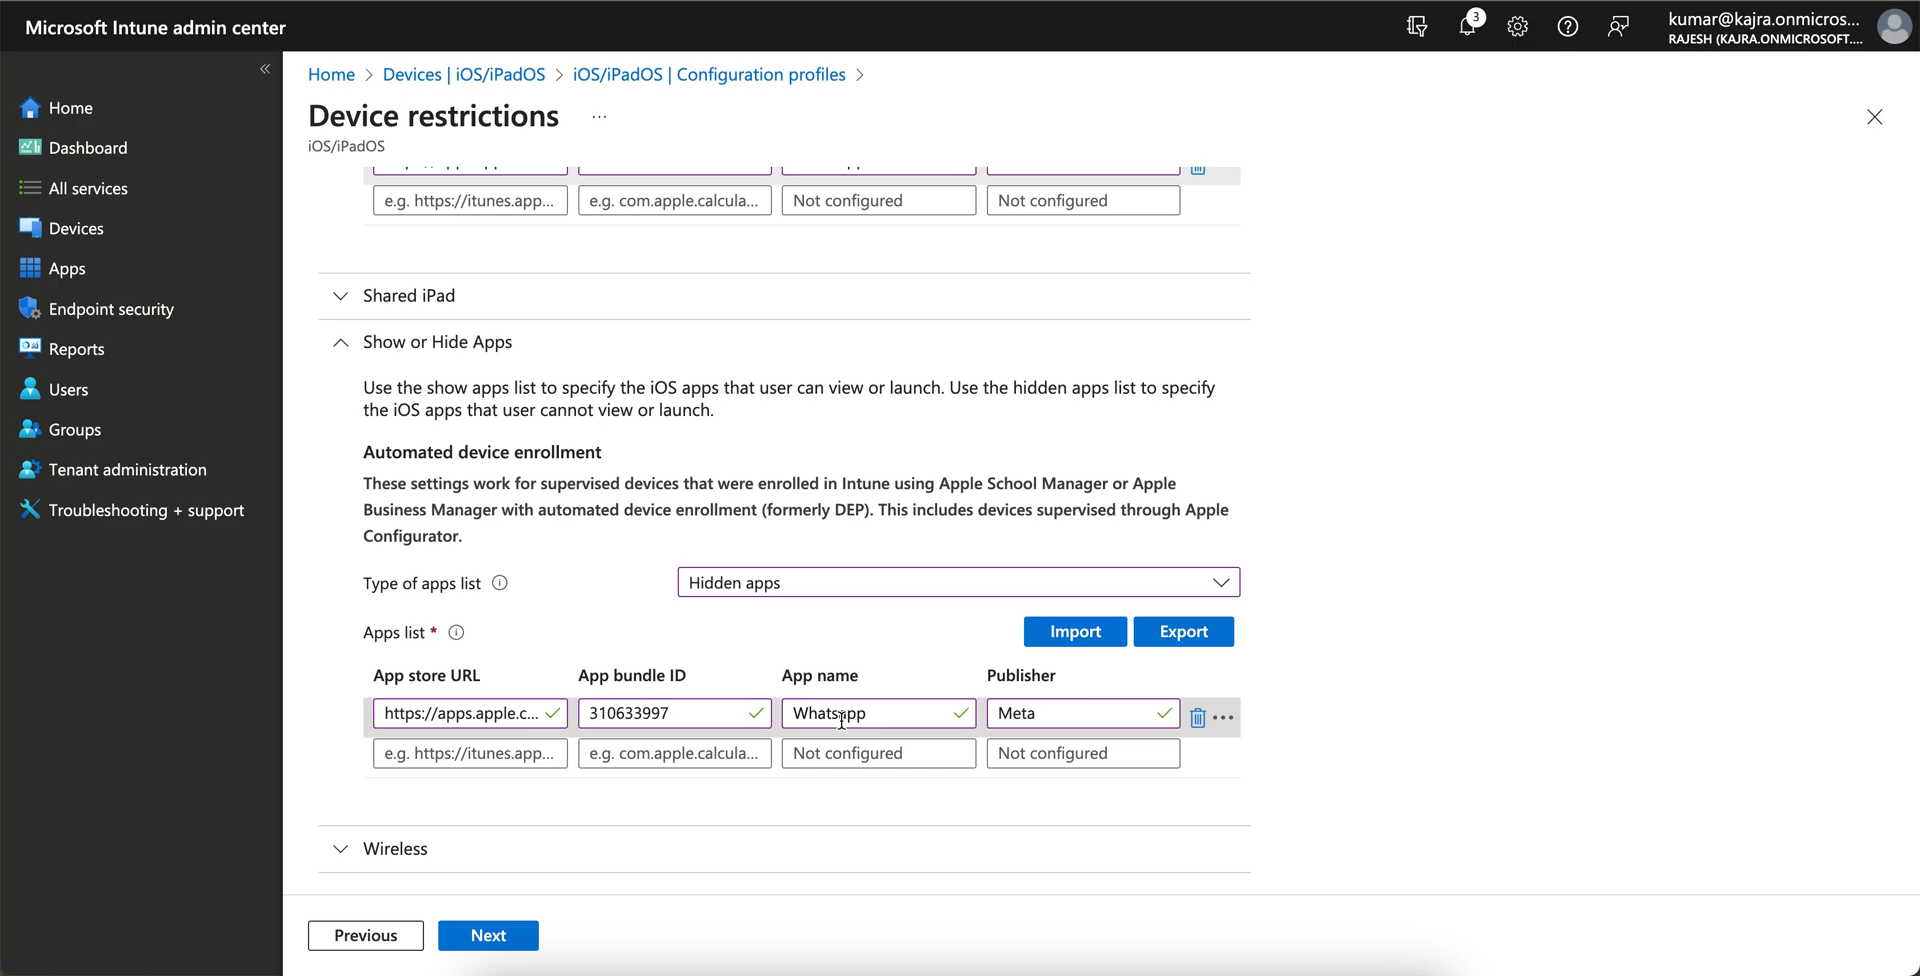 Microsoft Intune admin center
3
kumar@kajra.onmicros...
RAJESH (KAJRA.ONMICROSOFT....
«
Home
Dashboard
All services
Devices
Apps
Endpoint security
Reports
Users
Groups
Tenant administration
Troubleshooting + support
Home > Devices | iOS/iPadOS > iOS/iPadOS | Configuration profiles >
Device restrictions ...
iOS/iPadOS
e.g. https://itunes.app... e.g. com.apple.calcula... Not configured Not configured
Shared iPad
Show or Hide Apps
Use the show apps list to specify the iOS apps that user can view or launch. Use the hidden apps list to specify
the iOS apps that user cannot view or launch.
Automated device enrollment
These settings work for supervised devices that were enrolled in Intune using Apple School Manager or Apple
Business Manager with automated device enrollment (formerly DEP). This includes devices supervised through Apple
Configurator.
Type of apps list Hidden apps
Apps list * Import Export
App store URL App bundle ID App name Publisher
https://apps.apple.c... 310633997 Whatsapp Meta
e.g. https://itunes.app... e.g. com.apple.calcula... Not configured Not configured
Wireless
Previous Next